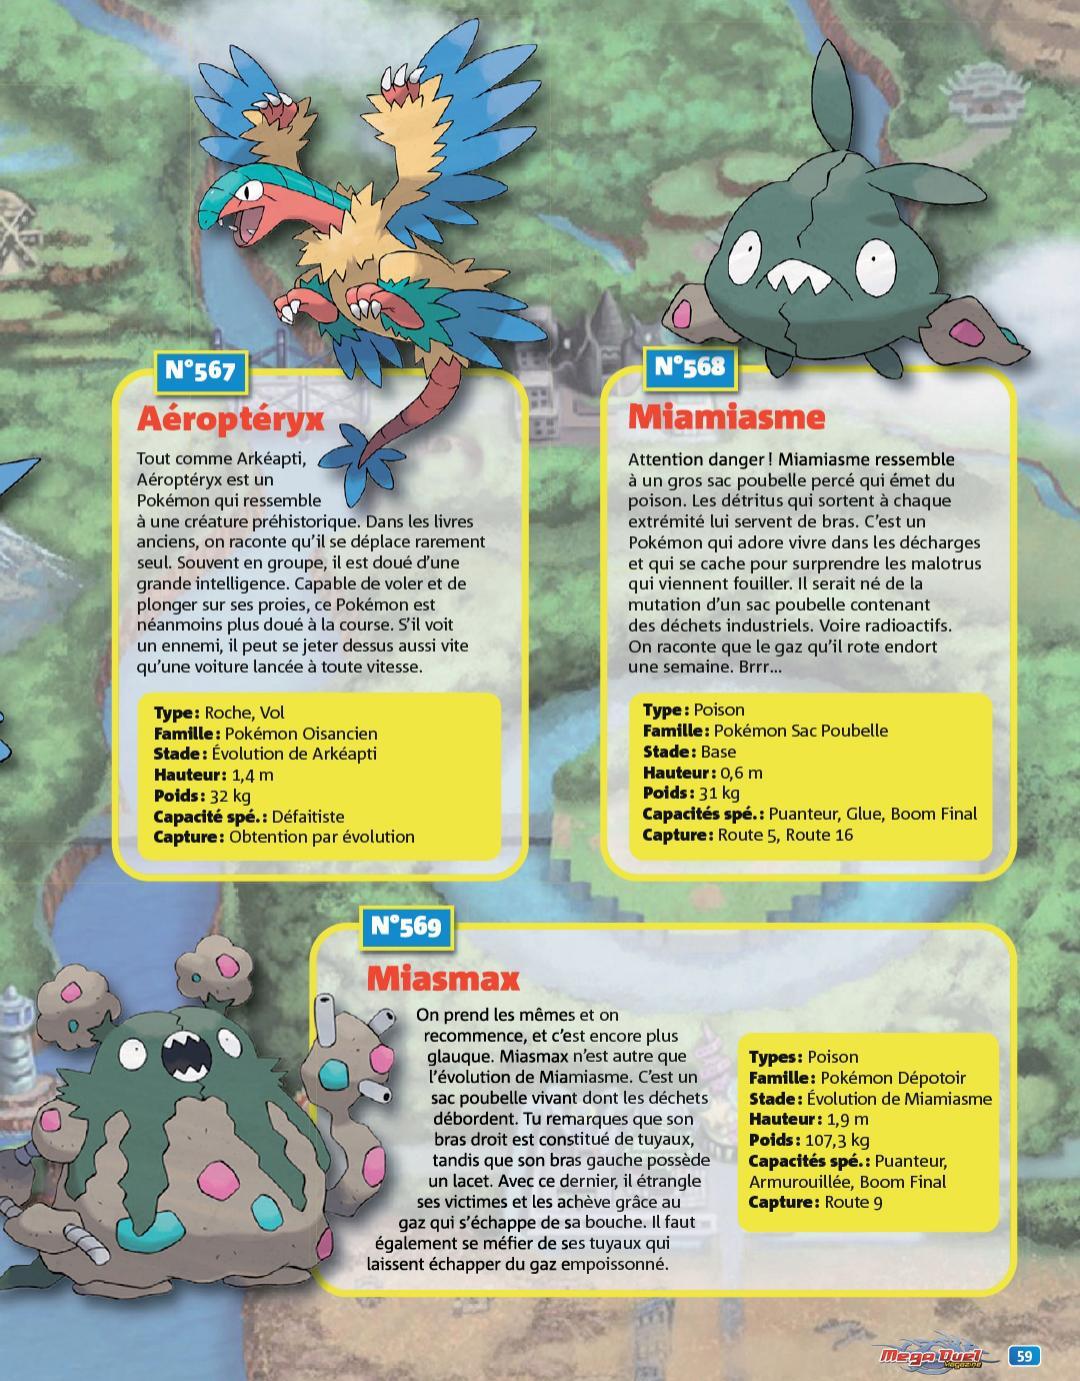 N°567
Aéroptéryx
Tout comme Arkéapti,
Aéroptéryx est un
Pokémon qui ressemble
à une créature préhistorique. Dans les livres
anciens, on raconte qu'il se déplace rarement
seul. Souvent en groupe, il est doué d'une
grande intelligence. Capable de voler et de
plonger sur ses proies, ce Pokémon est
néanmoins plus doué à la course. S'il voit
un ennemi, il peut se jeter dessus aussi vite
qu'une voiture lancée à toute vitesse.
Type : Roche, Vol
Famille : Pokémon Oisancien
Stade : Évolution de Arkéapti
Hauteur : 1,4 m
Poids : 32 kg
Capacité spé. : Défaitiste
Capture : Obtention par évolution
N°568
Miamiasme
Attention danger ! Miamiasme ressemble
à un gros sac poubelle percé qui émet du
poison. Les détritus qui sortent à chaque
extrémité lui servent de bras. C'est un
Pokémon qui adore vivre dans les décharges
et qui se cache pour surprendre les malotrus
qui viennent fouiller. Il serait né de la
mutation d'un sac poubelle contenant
des déchets industriels. Voire radioactifs.
On raconte que le gaz qu'il rote endort
une semaine. Brrr...
Type : Poison
Famille : Pokémon Sac Poubelle
Stade : Base
Hauteur : 0,6 m
Poids : 31 kg
Capacités spé. : Puanteur, Glue, Boom Final
Capture : Route 5, Route 16
N°569
Miasmax
On prend les mêmes et on
recommence, et c'est encore plus
glauque. Miasmax n'est autre que
l'évolution de Miamiasme. C'est un
sac poubelle vivant dont les déchets
débordent. Tu remarques que son
bras droit est constitué de tuyaux,
tandis que son bras gauche possède
un lacet. Avec ce dernier, il étrangle
ses victimes et les achève grâce au
gaz qui s'échappe de sa bouche. Il faut
également se méfier de ses tuyaux qui
laissent échapper du gaz empoissonné.
Types : Poison
Famille : Pokémon Dépotoir
Stade : Évolution de Miamiasme
Hauteur : 1,9 m
Poids : 107,3 kg
Capacités spé. : Puanteur,
Armurouillée, Boom Final
Capture : Route 9
Mega Duel
Magazine
59